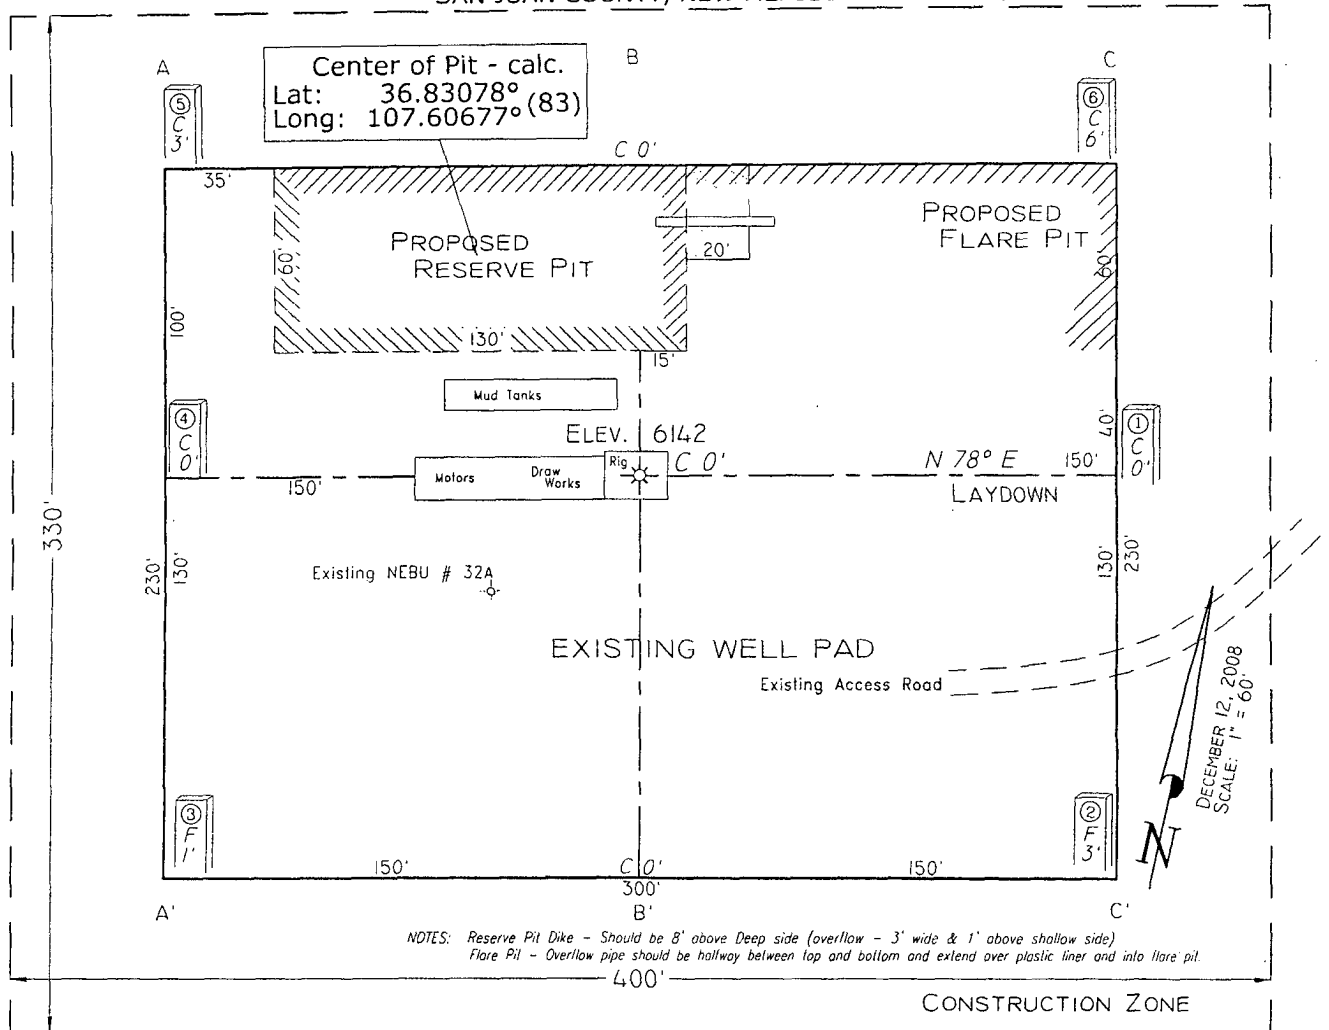 A
B
C
Center of Pit - calc.
Lat: 36.83078°
Long: 107.60677° (83)
5
C
3'
6
C
6'
C 0'
35'
PROPOSED
RESERVE PIT
60'
20'
PROPOSED
FLARE PIT
60'
100'
130'
15'
Mud Tanks
4
C
0'
ELEV. 6142
40'
1
C
0'
Rig
C 0'
N 78° E
150'
Motors
Draw
Works
150'
LAYDOWN
330'
230'
130'
130'
230'
Existing NEBU # 32A
EXISTING WELL PAD
Existing Access Road
DECEMBER 12, 2008
SCALE: 1" = 60'
N
3
F
1'
2
F
3'
150'
C 0'
150'
300'
A'
B'
C'
NOTES: Reserve Pit Dike - Should be 8' above Deep side (overflow - 3' wide & 1' above shallow side)
Flare Pit - Overflow pipe should be halfway between top and bottom and extend over plastic liner and into flare pit.
400'
CONSTRUCTION ZONE